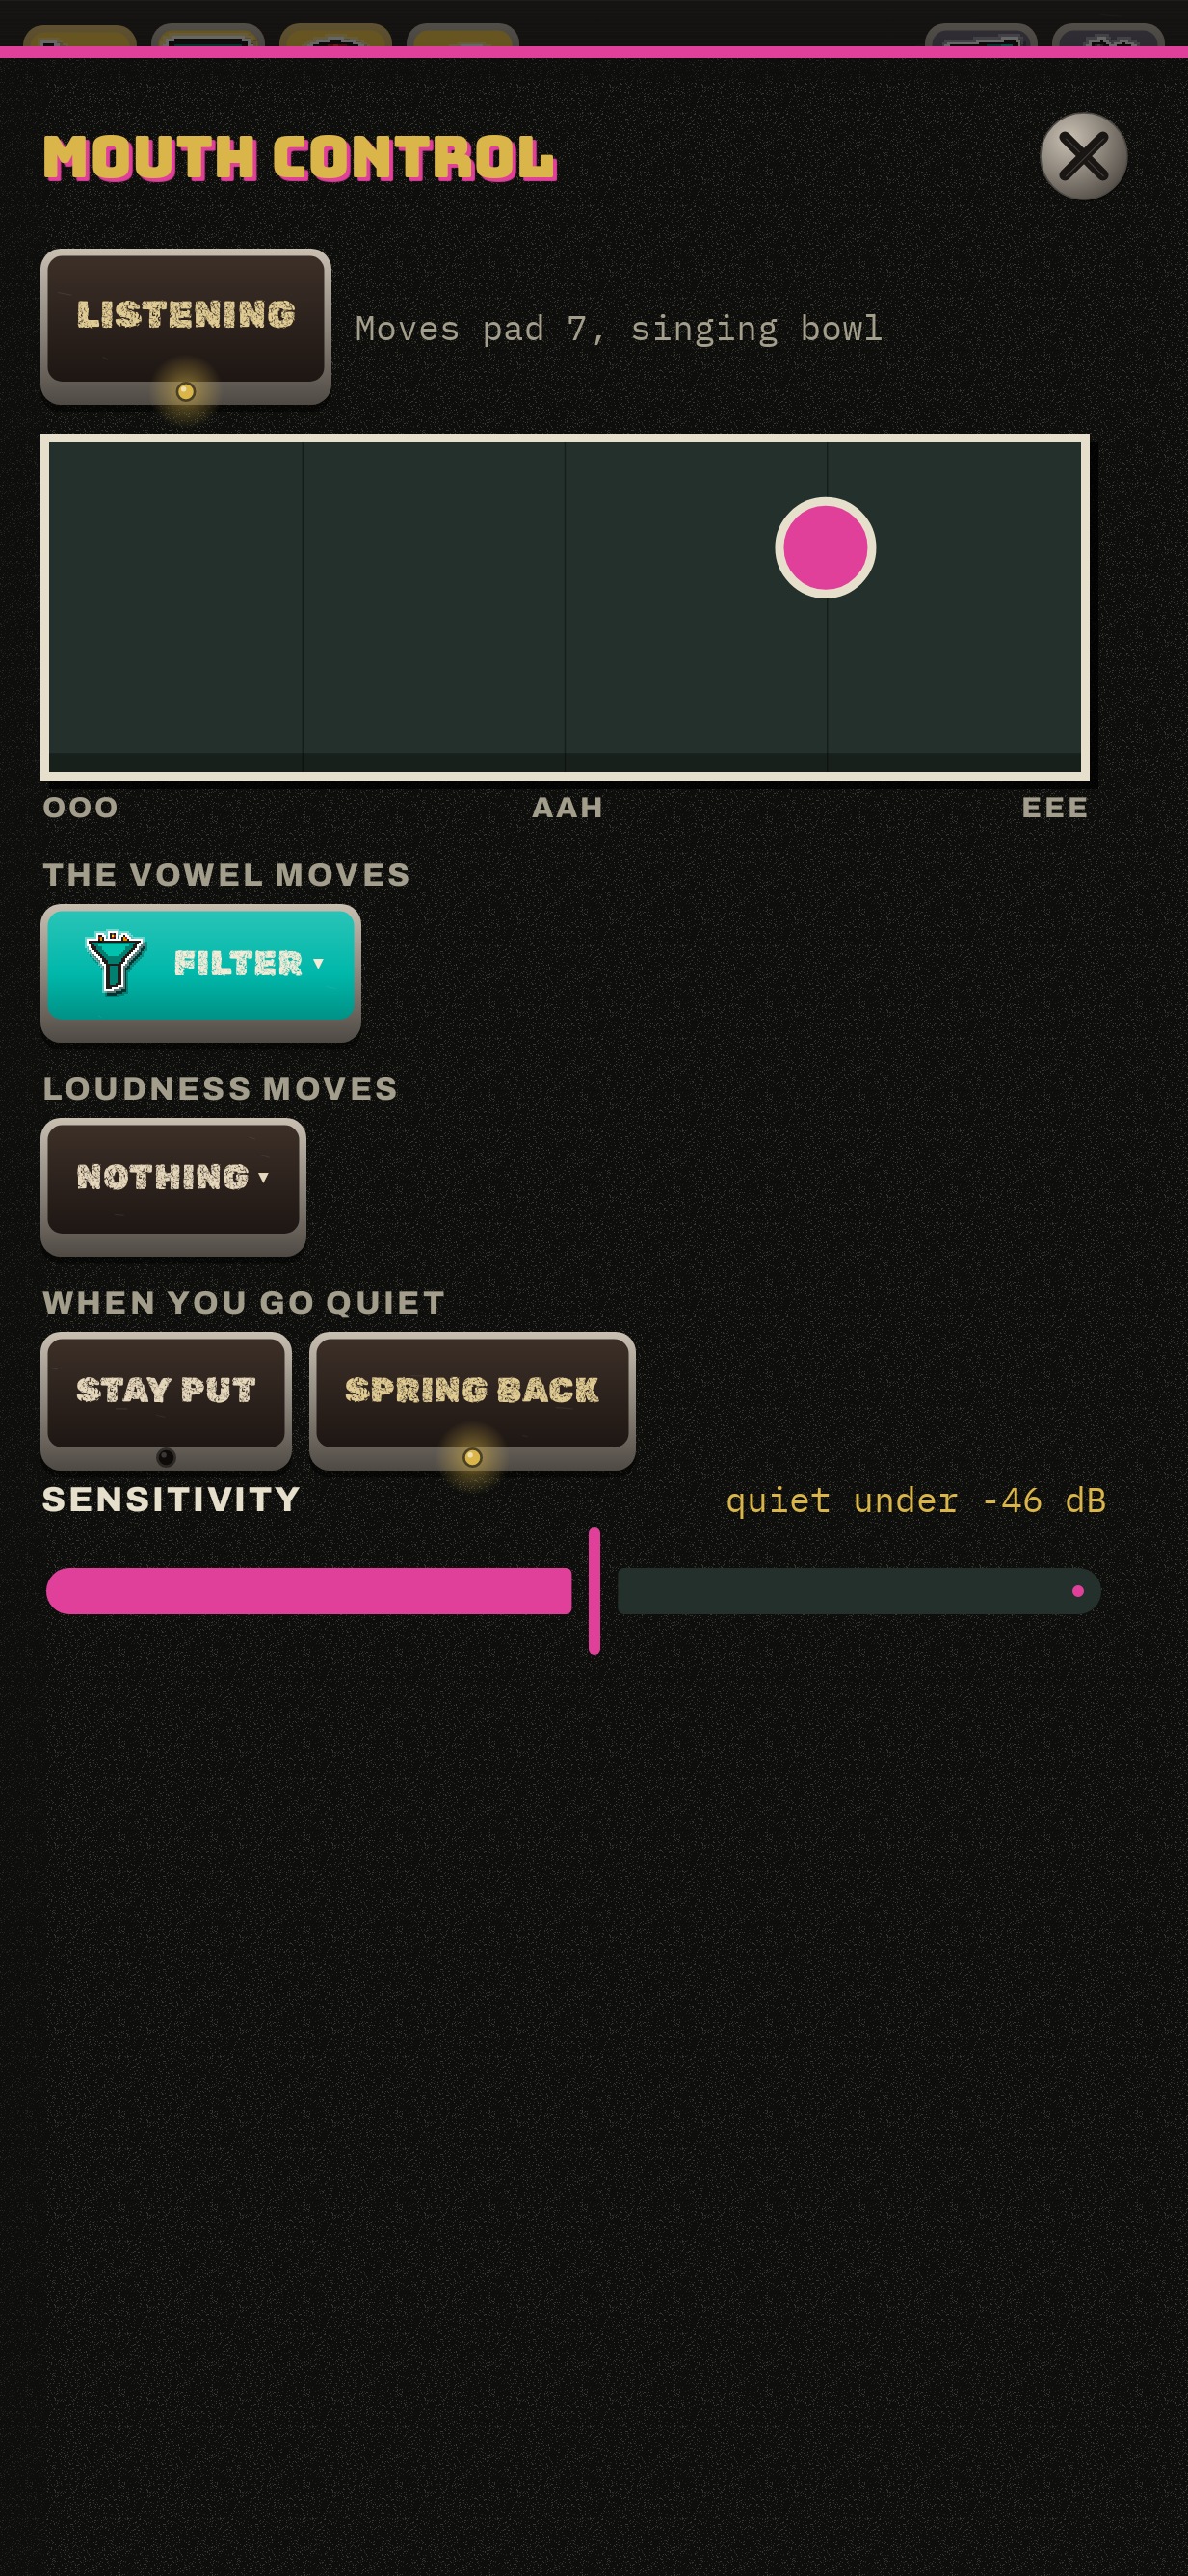 MOUTH CONTROL
LISTENING
Moves pad 7, singing bowl
OOO AAH EEE
THE VOWEL MOVES
FILTER
LOUDNESS MOVES
NOTHING
WHEN YOU GO QUIET
STAY PUT SPRING BACK
SENSITIVITY quiet under -46 dB